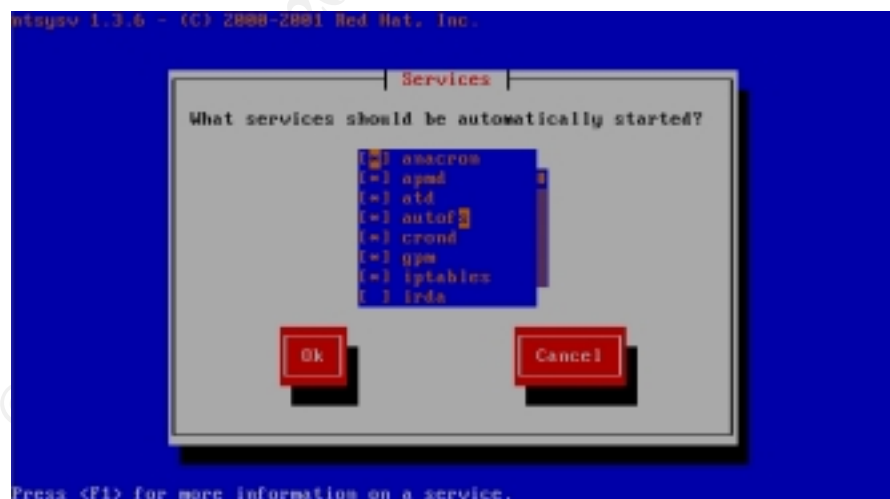 ntsysv 1.3.6 - (C) 2000-2001 Red Hat, Inc.
Services
What services should be automatically started?
[*] anacron
[*] apmd
[*] atd
[*] autofs
[*] crond
[*] gpm
[*] iptables
[ ] irda
Ok
Cancel
Press <F1> for more information on a service.